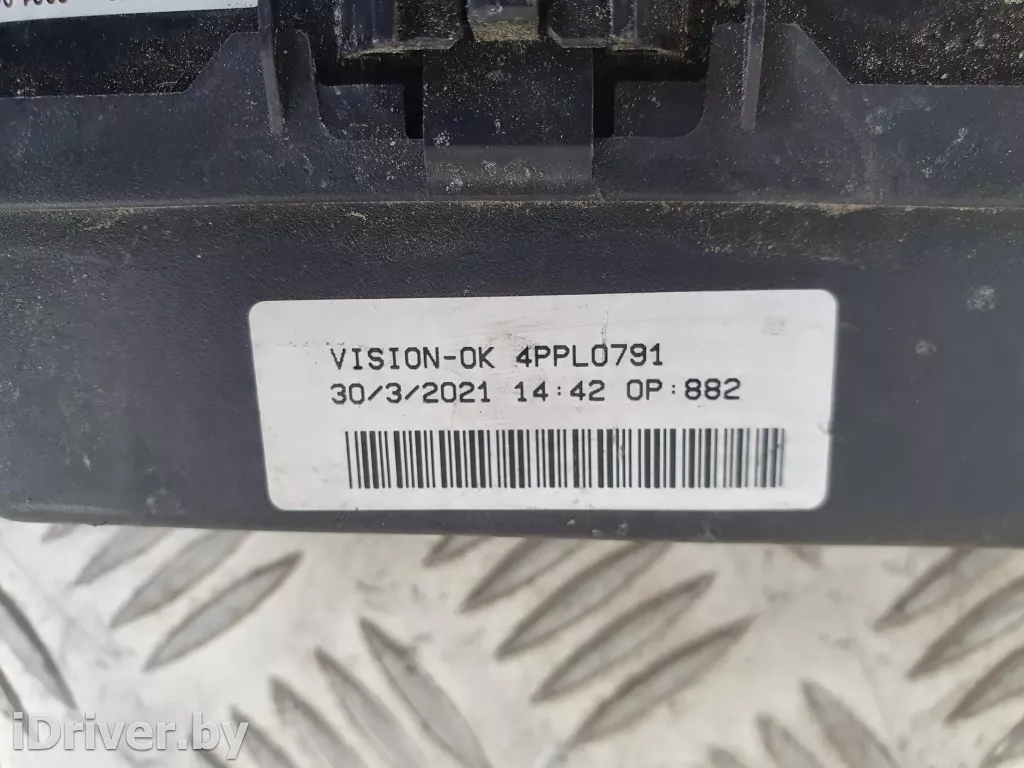 VISION-OK 4PPL0791
30/3/2021 14:42 OP:882
iDriver.by